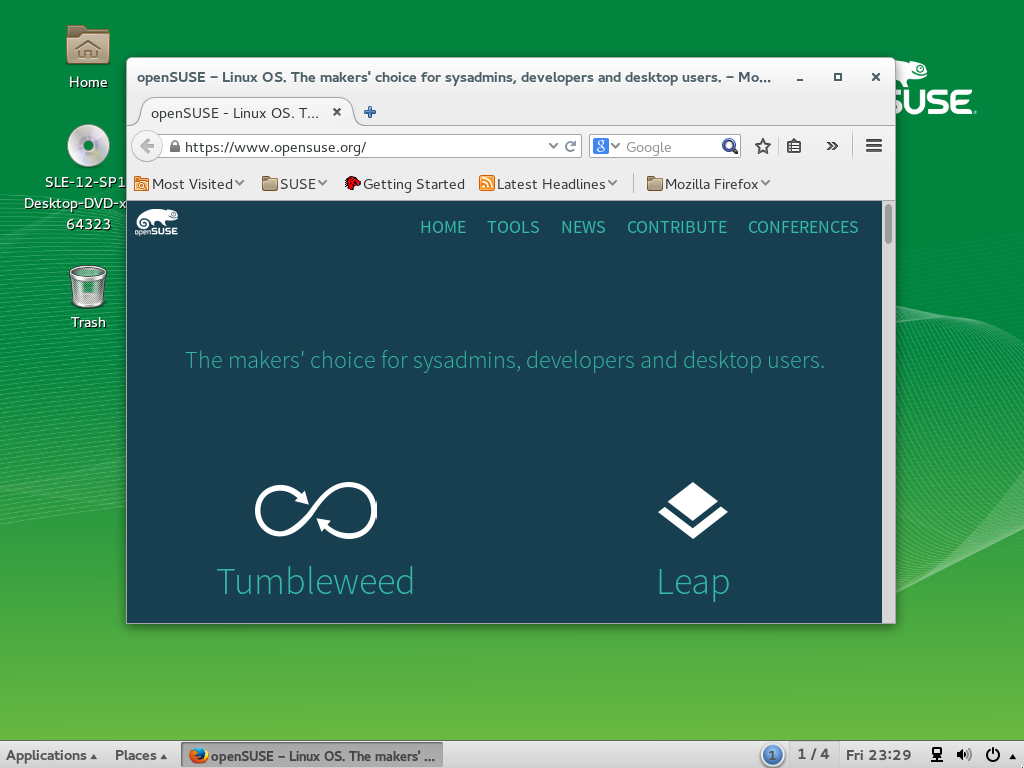 Home
SLE-12-SP1
Desktop-DVD-x
64323
Trash
SUSE
openSUSE - Linux OS. The makers' choice for sysadmins, developers and desktop users. - Mo...
openSUSE - Linux OS. T...
https://www.opensuse.org/
8 Google
Most Visited SUSE Getting Started Latest Headlines Mozilla Firefox
openSUSE
HOME TOOLS NEWS CONTRIBUTE CONFERENCES
The makers' choice for sysadmins, developers and desktop users.
Tumbleweed Leap
Applications Places openSUSE - Linux OS. The makers' ... 1 1 / 4 Fri 23:29